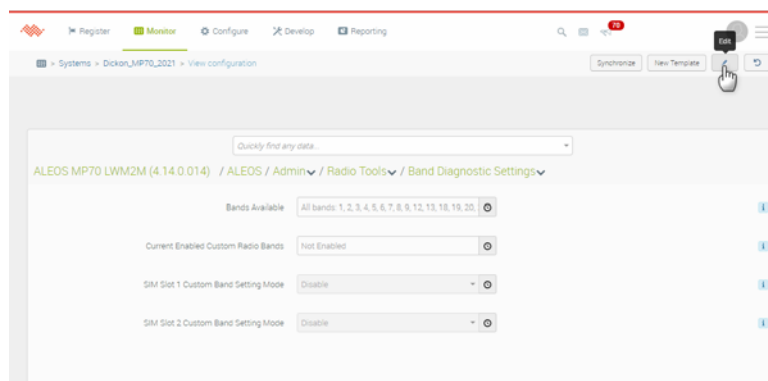 Register Monitor Configure Develop Reporting 70
Edit
> Systems > Dickon_MP70_2021 > View configuration Synchronize New Template
Quickly find any data...
ALEOS MP70 LWM2M (4.14.0.014) / ALEOS / Admin / Radio Tools / Band Diagnostic Settings
Bands Available All bands: 1, 2, 3, 4, 5, 6, 7, 8, 9, 12, 13, 18, 19, 20,
Current Enabled Custom Radio Bands Not Enabled
SIM Slot 1 Custom Band Setting Mode Disable
SIM Slot 2 Custom Band Setting Mode Disable